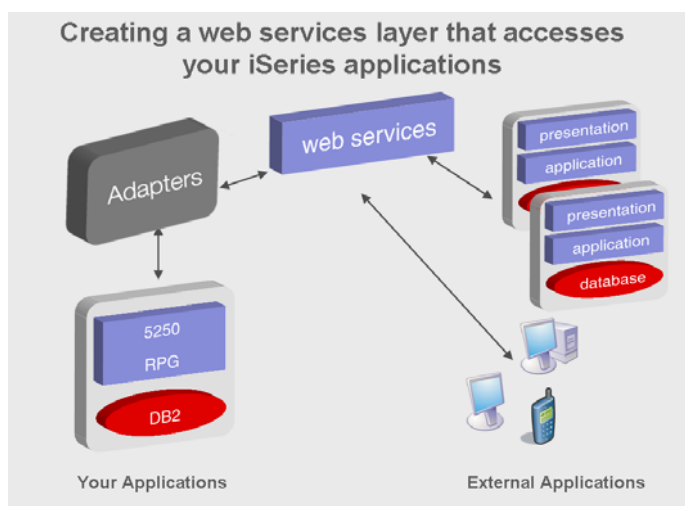 Creating a web services layer that accesses
your iSeries applications
web services
Adapters
presentation
application
presentation
application
database
5250
RPG
DB2
Your Applications
External Applications